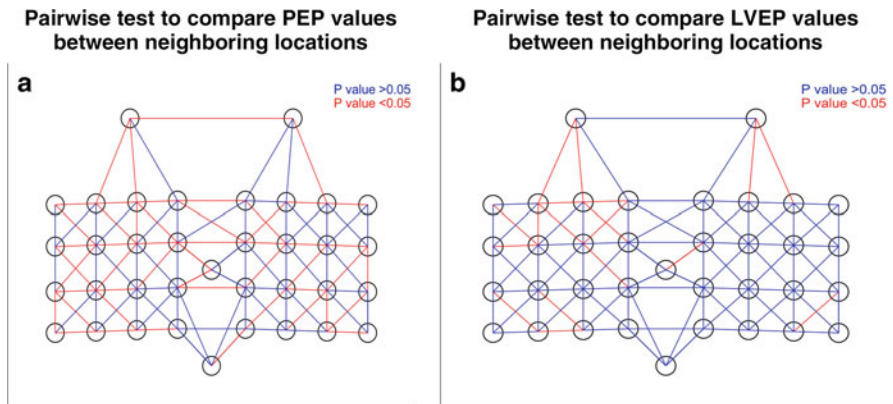 Pairwise test to compare PEP values
between neighboring locations
a
P value >0.05
P value <0.05
Pairwise test to compare LVEP values
between neighboring locations
b
P value >0.05
P value <0.05